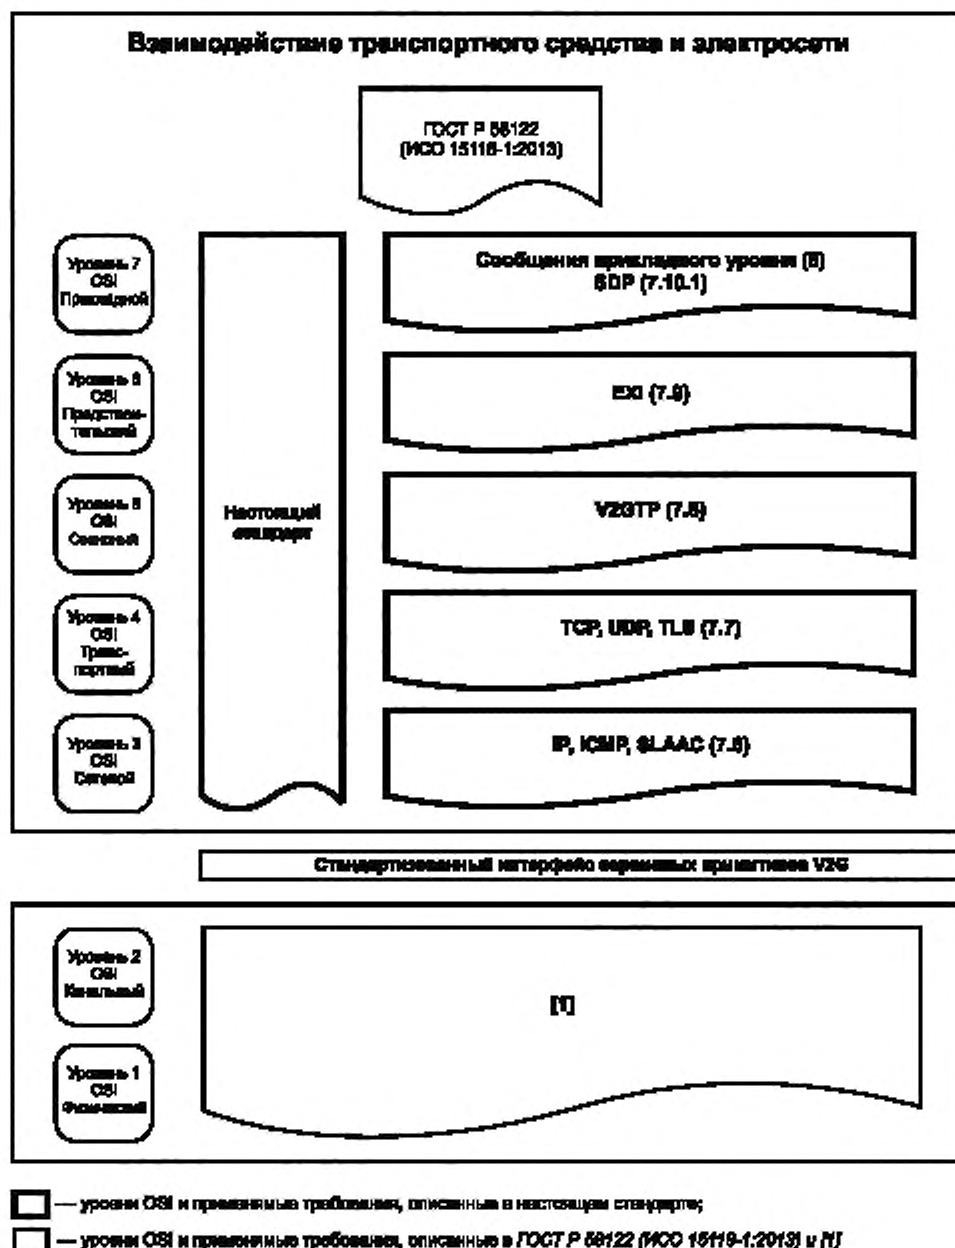 Взаимодействие транспортного средства и электросети
ГОСТ Р 58122
(ИСО 15118-1:2013)
Уровень 7
OSI
Прикладной
Сообщения прикладного уровня (8)
SDP (7.10.1)
Уровень 6
OSI
Представи-
тельский
EXI (7.9)
Уровень 5
OSI
Сеансовый
Настоящий
стандарт
V2GTP (7.8)
Уровень 4
OSI
Транс-
портный
TCP, UDP, TLS (7.7)
Уровень 3
OSI
Сетевой
IP, ICMP, SLAAC (7.6)
Стандартизованный интерфейс сервисных примитивов V2G
Уровень 2
OSI
Канальный
[1]
Уровень 1
OSI
Физический
— уровни OSI и применимые требования, описанные в настоящем стандарте;
— уровни OSI и применимые требования, описанные в ГОСТ Р 58122 (ИСО 15118-1:2013) и [1]